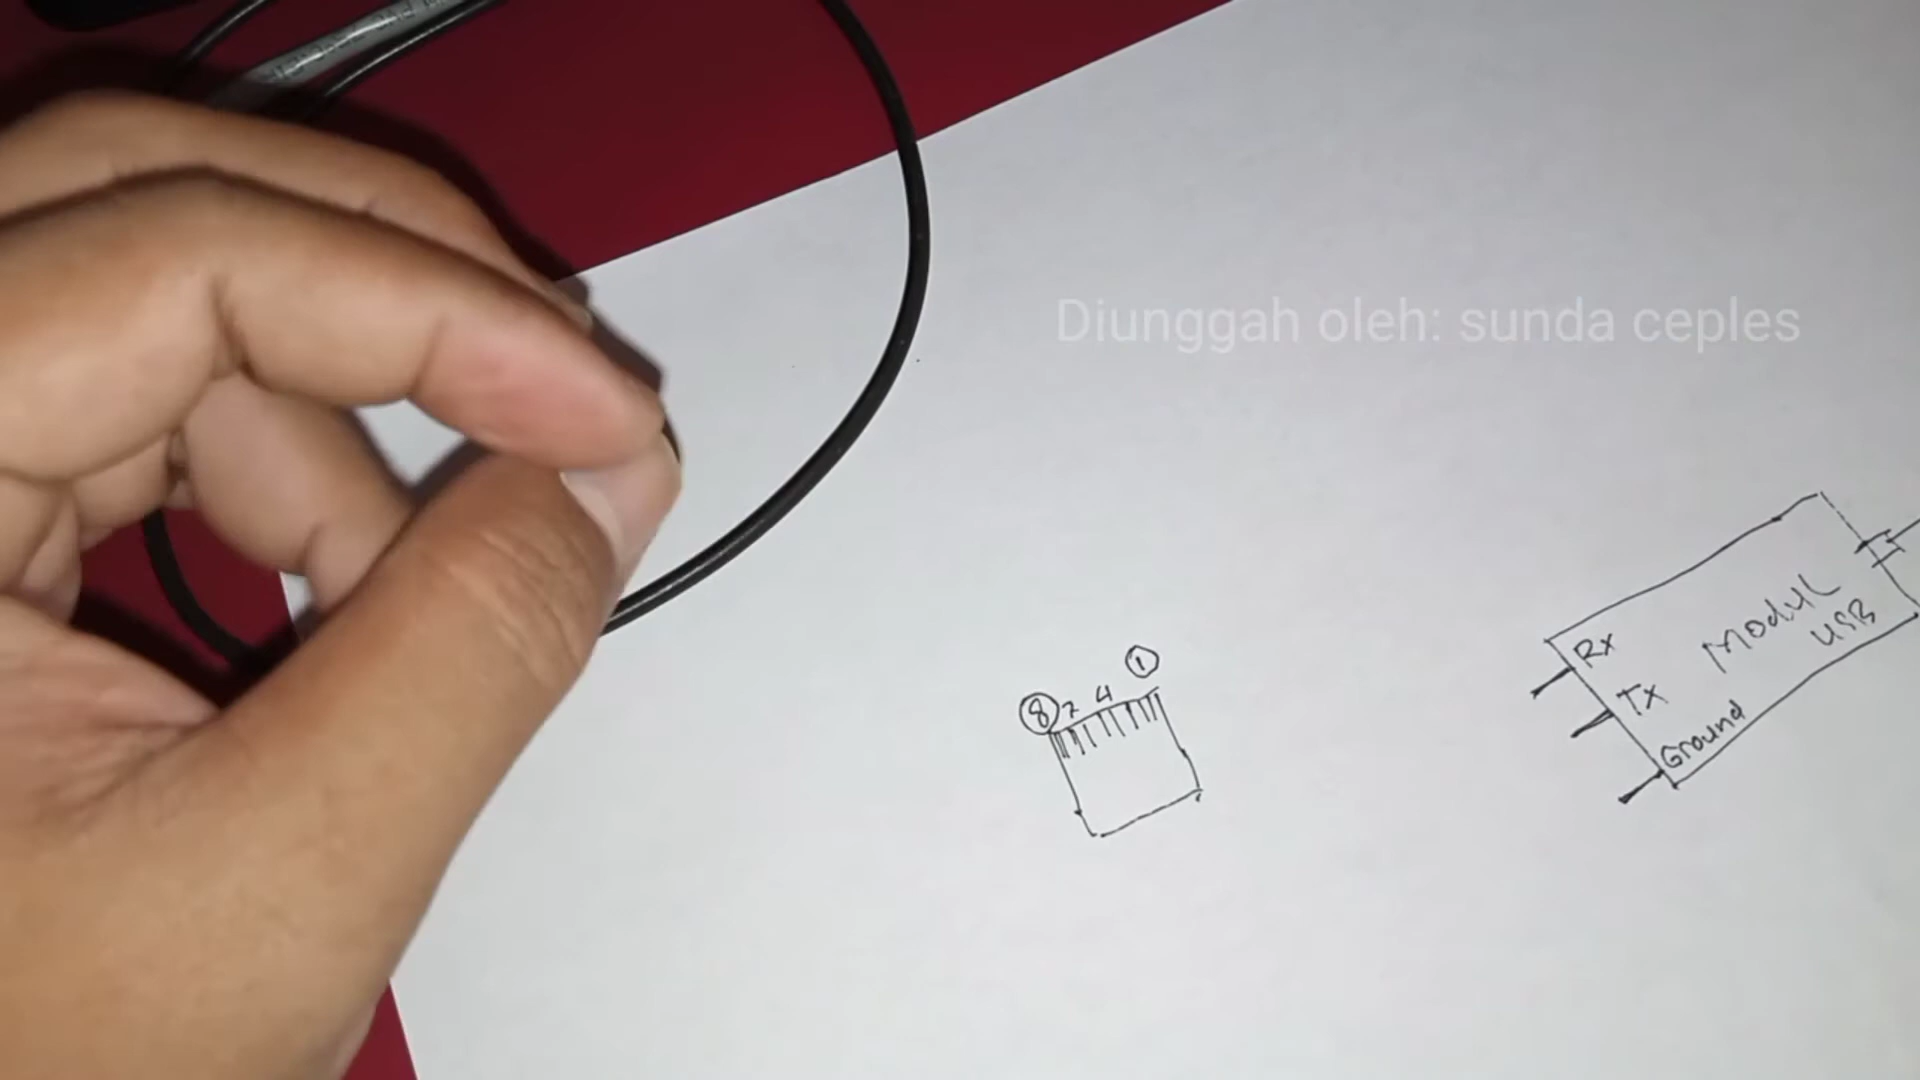 Diunggah oleh: sunda ceples
8 7 4 1
Rx
Tx
Ground
Modul
USB